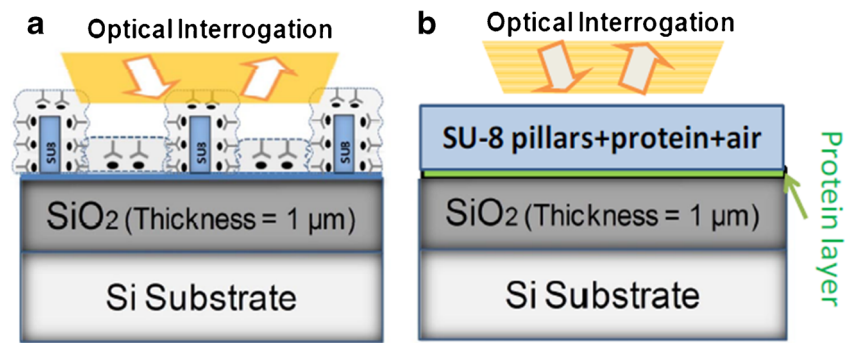 a
Optical Interrogation
SU8
SU8
SU8
SiO2 (Thickness = 1 μm)
Si Substrate
b
Optical Interrogation
SU-8 pillars+protein+air
SiO2 (Thickness = 1 μm)
Si Substrate
Protein layer